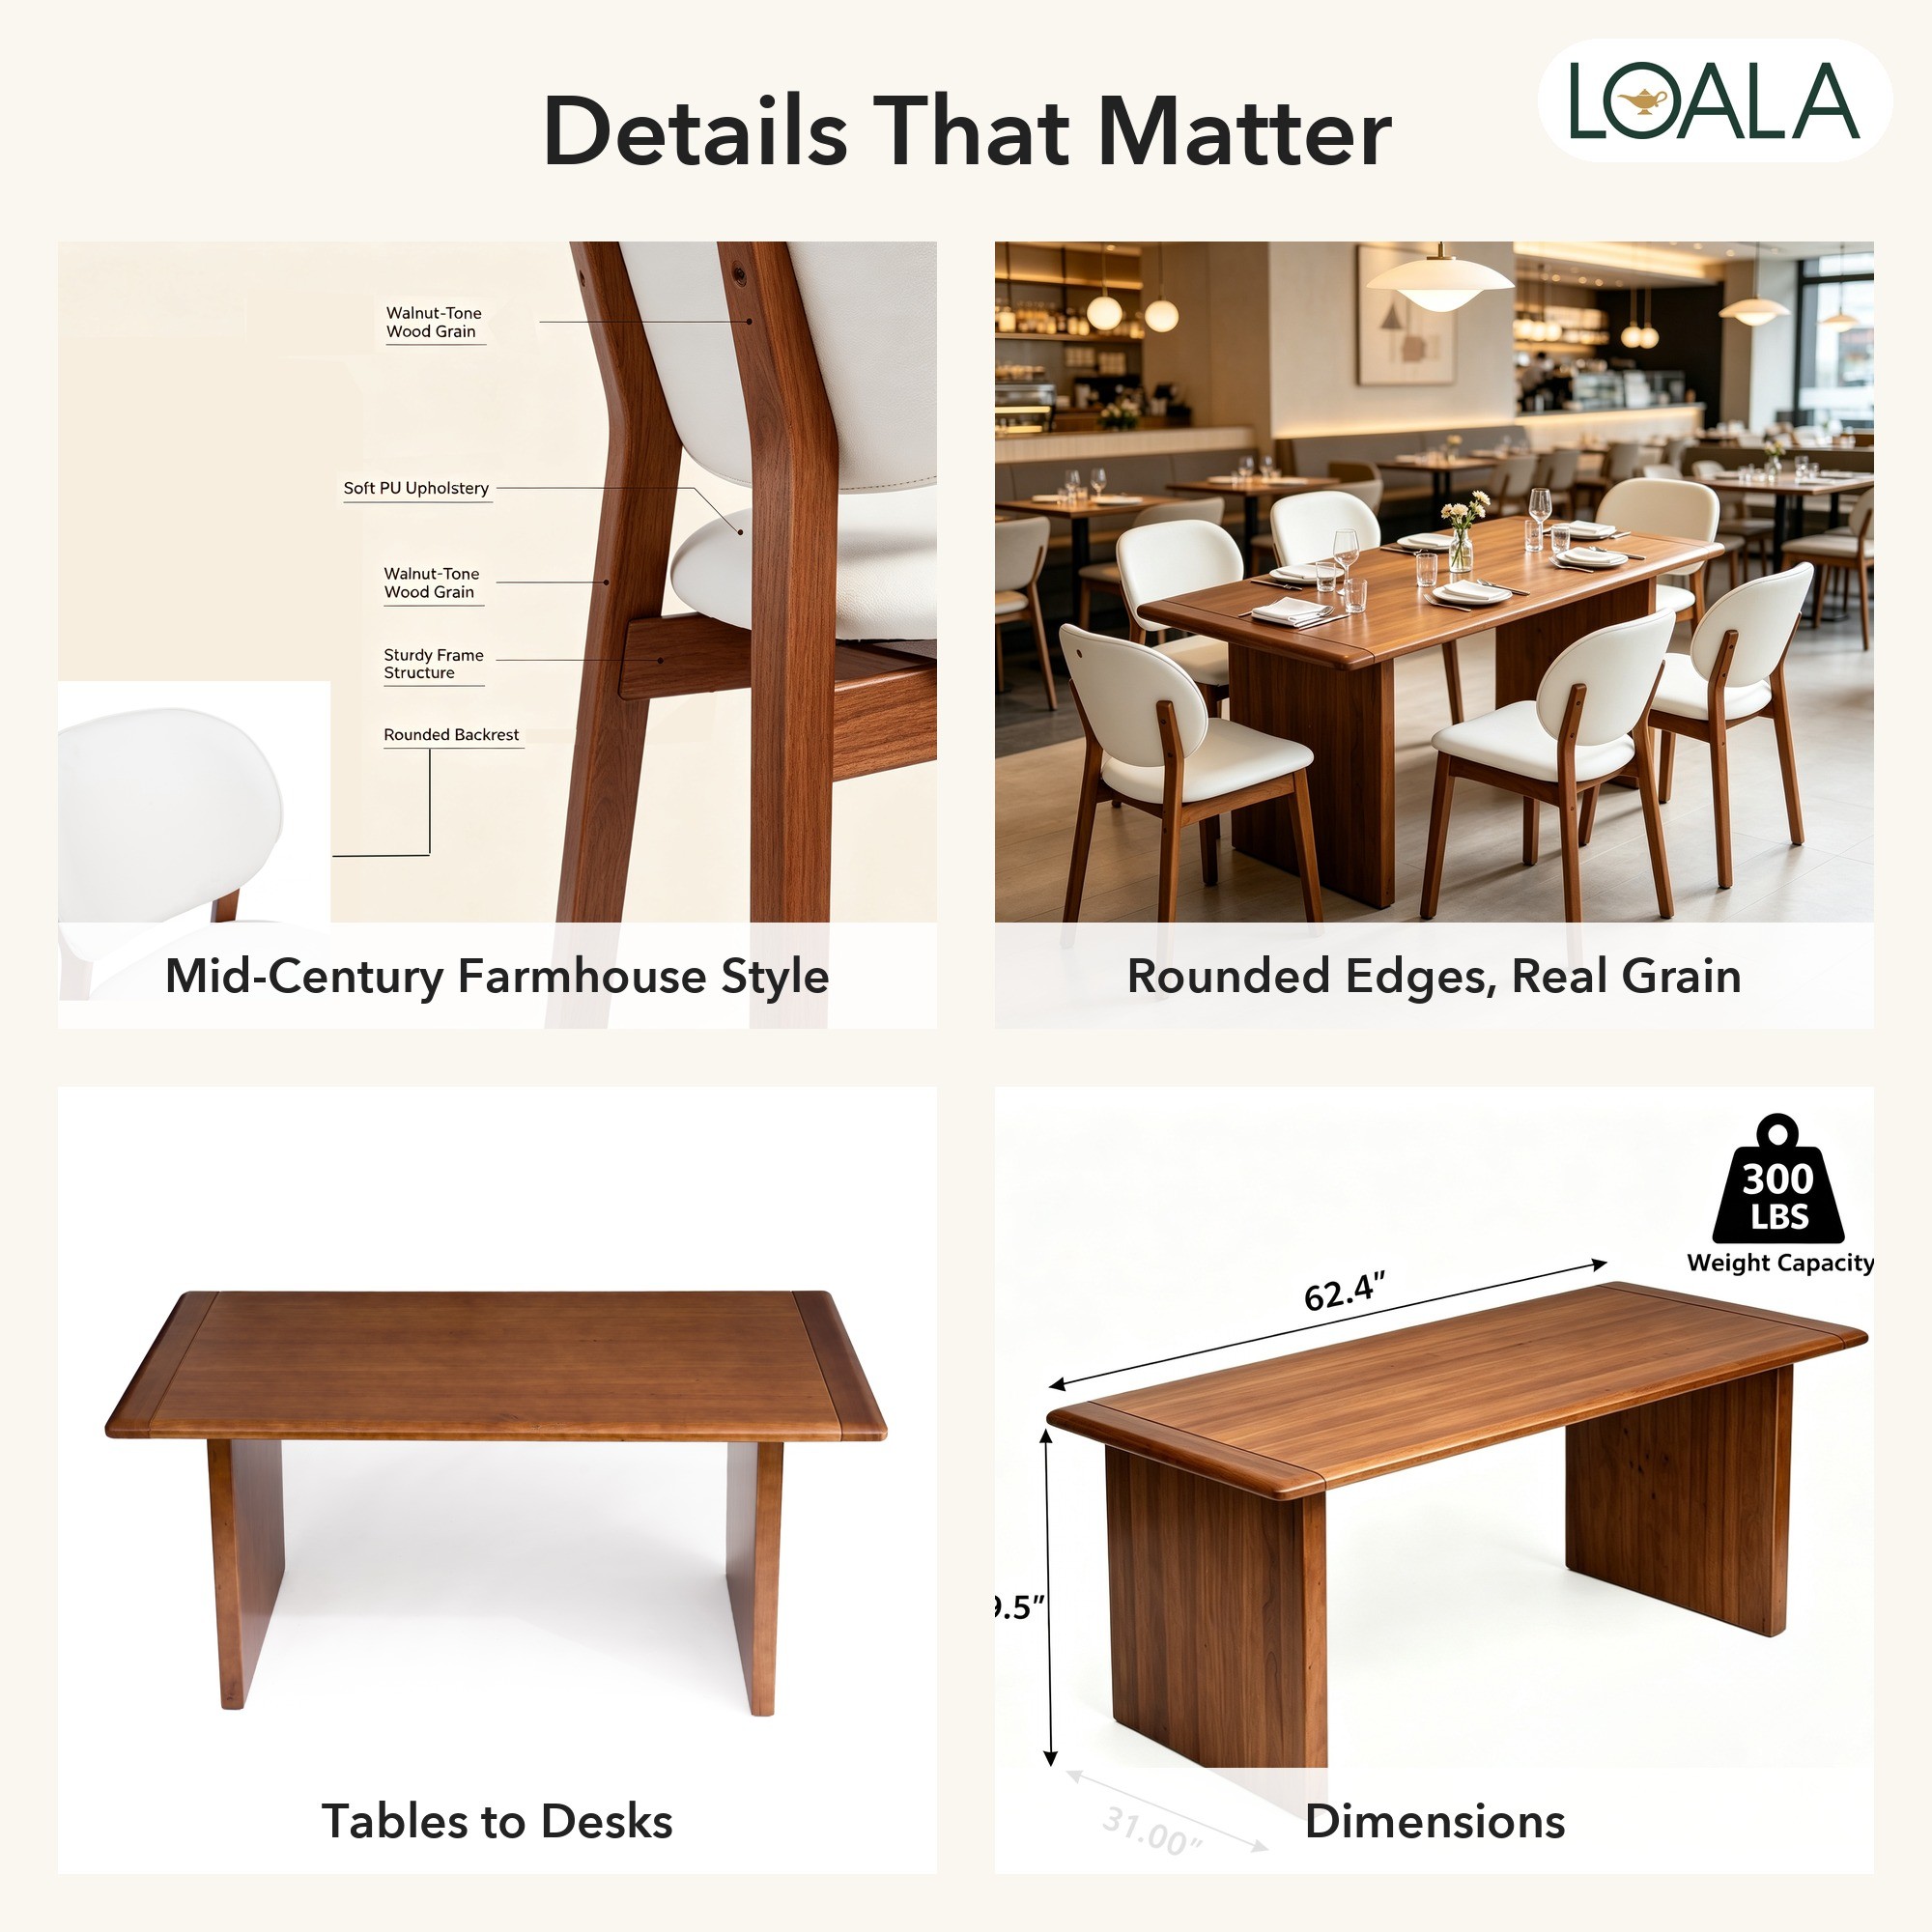 LOALA
Details That Matter
Walnut-Tone
Wood Grain
Soft PU Upholstery
Walnut-Tone
Wood Grain
Sturdy Frame
Structure
Rounded Backrest
Mid-Century Farmhouse Style
Rounded Edges, Real Grain
Tables to Desks
300
LBS
Weight Capacity
62.4”
9.5”
31.00”
Dimensions